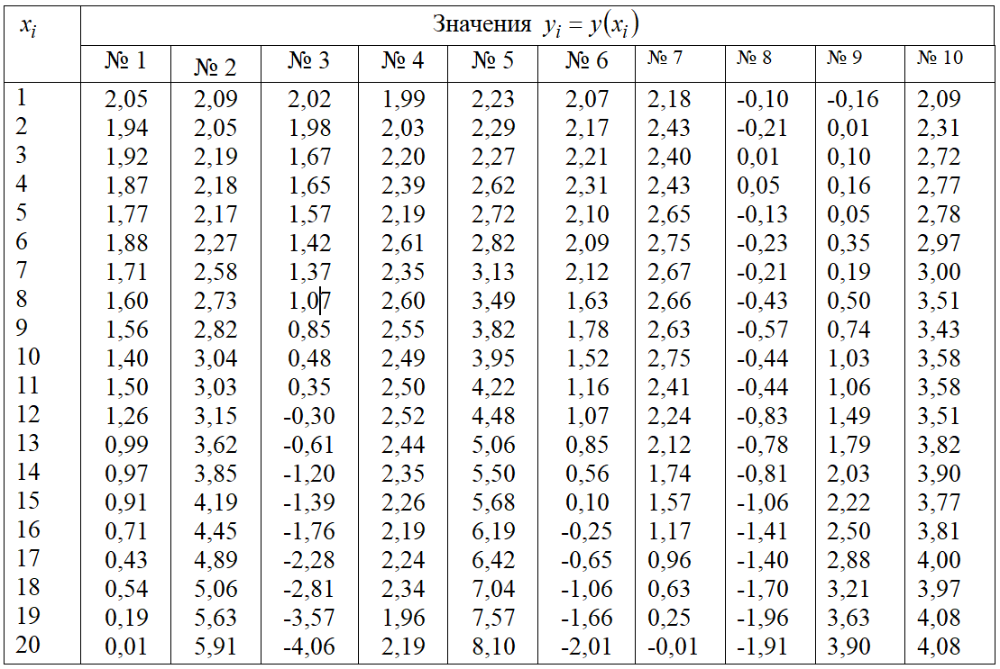 xᵢ Значения yᵢ = y(xᵢ)
№ 1 № 2 № 3 № 4 № 5 № 6 № 7 № 8 № 9 № 10
1 2,05 2,09 2,02 1,99 2,23 2,07 2,18 -0,10 -0,16 2,09
2 1,94 2,05 1,98 2,03 2,29 2,17 2,43 -0,21 0,01 2,31
3 1,92 2,19 1,67 2,20 2,27 2,21 2,40 0,01 0,10 2,72
4 1,87 2,18 1,65 2,39 2,62 2,31 2,43 0,05 0,16 2,77
5 1,77 2,17 1,57 2,19 2,72 2,10 2,65 -0,13 0,05 2,78
6 1,88 2,27 1,42 2,61 2,82 2,09 2,75 -0,23 0,35 2,97
7 1,71 2,58 1,37 2,35 3,13 2,12 2,67 -0,21 0,19 3,00
8 1,60 2,73 1,07 2,60 3,49 1,63 2,66 -0,43 0,50 3,51
9 1,56 2,82 0,85 2,55 3,82 1,78 2,63 -0,57 0,74 3,43
10 1,40 3,04 0,48 2,49 3,95 1,52 2,75 -0,44 1,03 3,58
11 1,50 3,03 0,35 2,50 4,22 1,16 2,41 -0,44 1,06 3,58
12 1,26 3,15 -0,30 2,52 4,48 1,07 2,24 -0,83 1,49 3,51
13 0,99 3,62 -0,61 2,44 5,06 0,85 2,12 -0,78 1,79 3,82
14 0,97 3,85 -1,20 2,35 5,50 0,56 1,74 -0,81 2,03 3,90
15 0,91 4,19 -1,39 2,26 5,68 0,10 1,57 -1,06 2,22 3,77
16 0,71 4,45 -1,76 2,19 6,19 -0,25 1,17 -1,41 2,50 3,81
17 0,43 4,89 -2,28 2,24 6,42 -0,65 0,96 -1,40 2,88 4,00
18 0,54 5,06 -2,81 2,34 7,04 -1,06 0,63 -1,70 3,21 3,97
19 0,19 5,63 -3,57 1,96 7,57 -1,66 0,25 -1,96 3,63 4,08
20 0,01 5,91 -4,06 2,19 8,10 -2,01 -0,01 -1,91 3,90 4,08